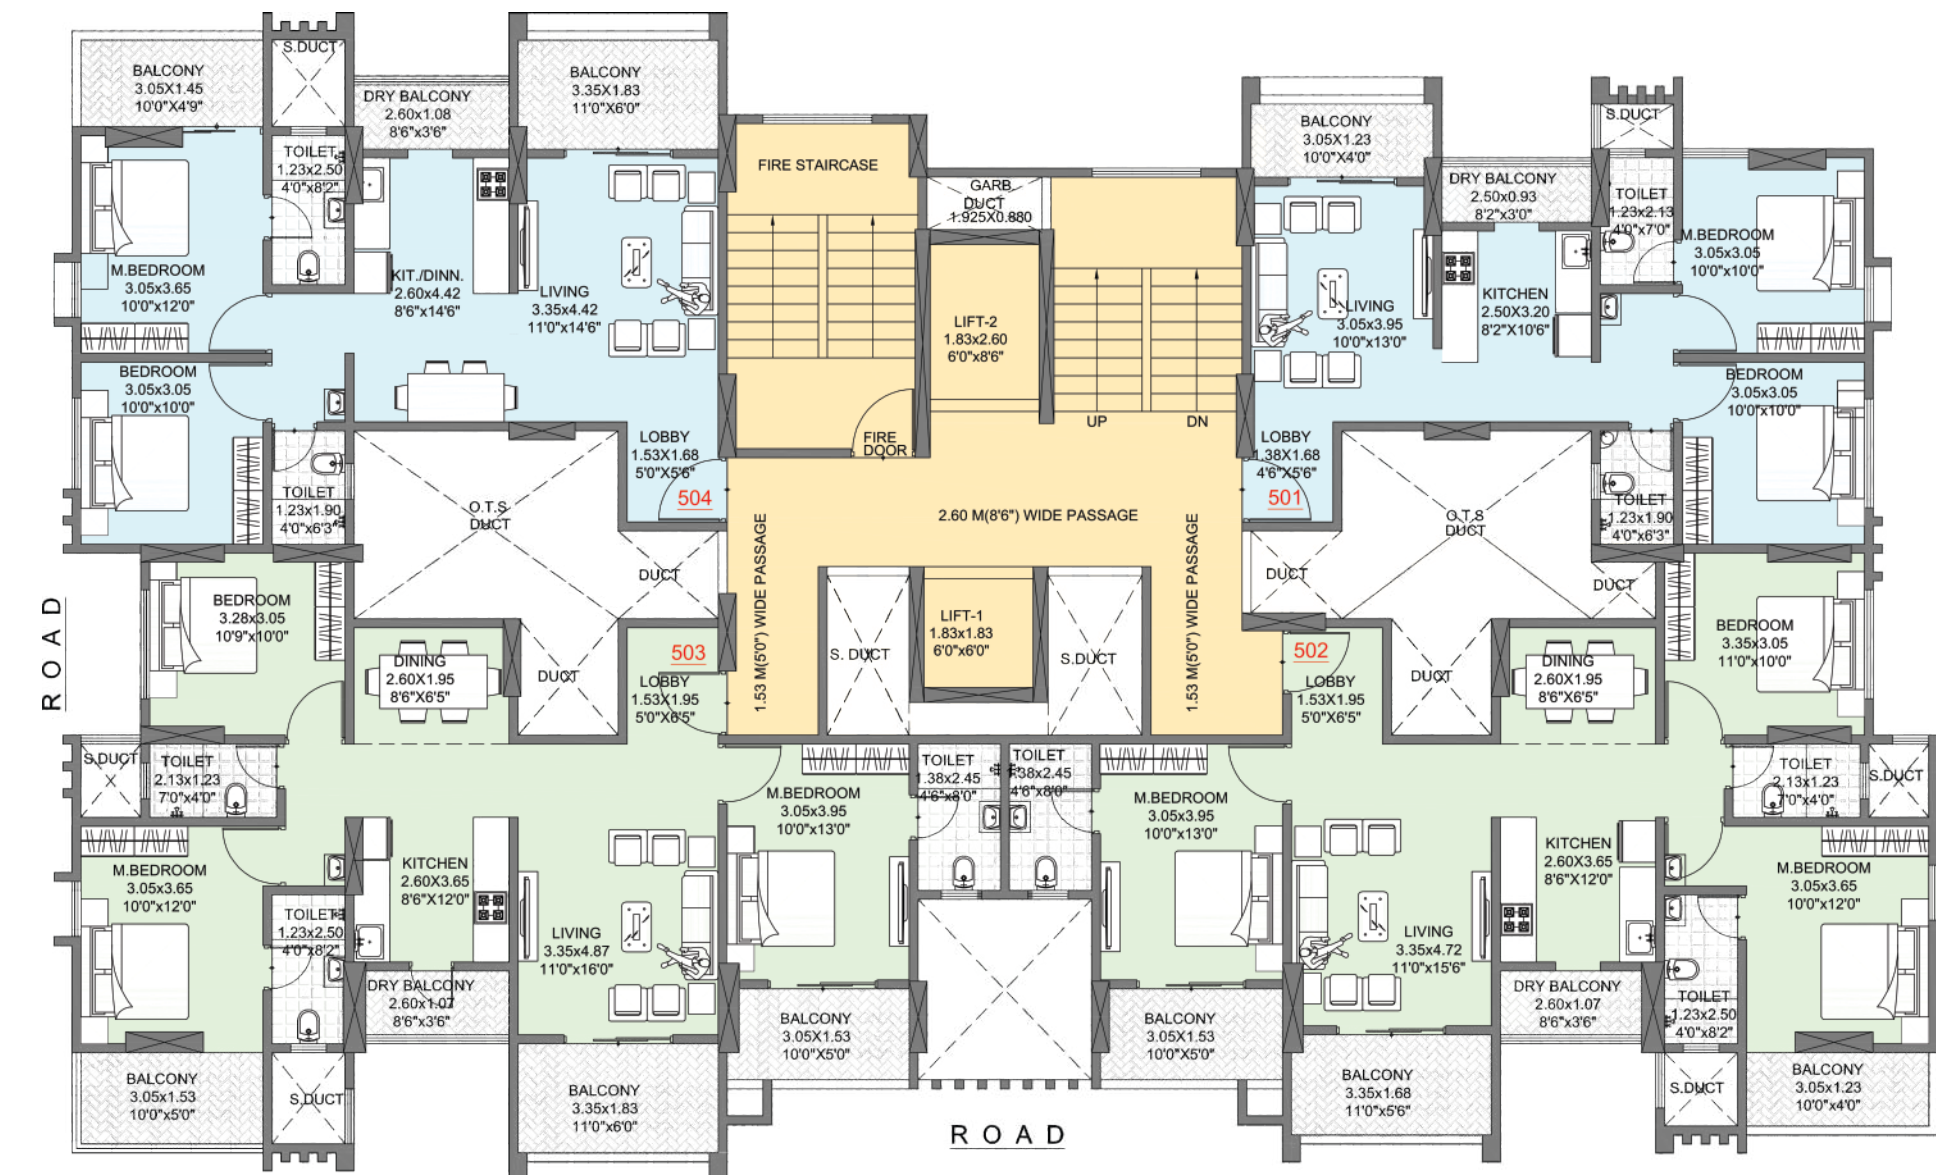 S.DUCT
BALCONY
3.05X1.45
10'0"X4'9"
DRY BALCONY
2.60x1.08
8'6"x3'6"
BALCONY
3.35X1.83
11'0"X6'0"
TOILET
1.23x2.50
4'0"x8'2"
M.BEDROOM
3.05x3.65
10'0"x12'0"
KIT./DINN.
2.60x4.42
8'6"x14'6"
LIVING
3.35x4.42
11'0"x14'6"
BEDROOM
3.05x3.05
10'0"x10'0"
TOILET
1.23x1.90
4'0"x6'3"
LOBBY
1.53X1.68
5'0"X5'6"
504
O.T.S
DUCT
DUCT
FIRE STAIRCASE
FIRE
DOOR
GARB.
DUCT
1.925X0.880
LIFT-2
1.83x2.60
6'0"x8'6"
UP
DN
2.60 M(8'6") WIDE PASSAGE
1.53 M(5'0") WIDE PASSAGE
1.53 M(5'0") WIDE PASSAGE
S. DUCT
LIFT-1
1.83x1.83
6'0"x6'0"
S.DUCT
BALCONY
3.05X1.23
10'0"X4'0"
S.DUCT
DRY BALCONY
2.50x0.93
8'2"x3'0"
TOILET
1.23x2.13
4'0"x7'0"
M.BEDROOM
3.05x3.05
10'0"x10'0"
LIVING
3.05x3.95
10'0"x13'0"
KITCHEN
2.50X3.20
8'2"X10'6"
BEDROOM
3.05x3.05
10'0"x10'0"
LOBBY
1.38X1.68
4'6"X5'6"
501
TOILET
1.23x1.90
4'0"x6'3"
O.T.S
DUCT
DUCT
DUCT
ROAD
BEDROOM
3.28x3.05
10'9"x10'0"
DINING
2.60X1.95
8'6"X6'5"
DUCT
503
LOBBY
1.53X1.95
5'0"X6'5"
S.DUCT
TOILET
2.13x1.23
7'0"x4'0"
M.BEDROOM
3.05x3.65
10'0"x12'0"
TOILET
1.23x2.50
4'0"x8'2"
KITCHEN
2.60X3.65
8'6"X12'0"
LIVING
3.35x4.87
11'0"x16'0"
M.BEDROOM
3.05x3.95
10'0"x13'0"
TOILET
1.38x2.45
4'6"x8'0"
DRY BALCONY
2.60x1.07
8'6"x3'6"
BALCONY
3.05X1.53
10'0"X5'0"
BALCONY
3.05x1.53
10'0"x5'0"
S.DUCT
BALCONY
3.35X1.83
11'0"X6'0"
502
LOBBY
1.53X1.95
5'0"X6'5"
DUCT
DINING
2.60X1.95
8'6"X6'5"
BEDROOM
3.35x3.05
11'0"x10'0"
TOILET
1.38x2.45
4'6"x8'0"
M.BEDROOM
3.05x3.95
10'0"x13'0"
TOILET
2.13x1.23
7'0"x4'0"
S.DUCT
KITCHEN
2.60X3.65
8'6"X12'0"
M.BEDROOM
3.05x3.65
10'0"x12'0"
LIVING
3.35x4.72
11'0"x15'6"
DRY BALCONY
2.60x1.07
8'6"x3'6"
TOILET
1.23x2.50
4'0"x8'2"
BALCONY
3.05X1.53
10'0"X5'0"
BALCONY
3.35X1.68
11'0"X5'6"
S.DUCT
BALCONY
3.05x1.23
10'0"X4'0"
ROAD